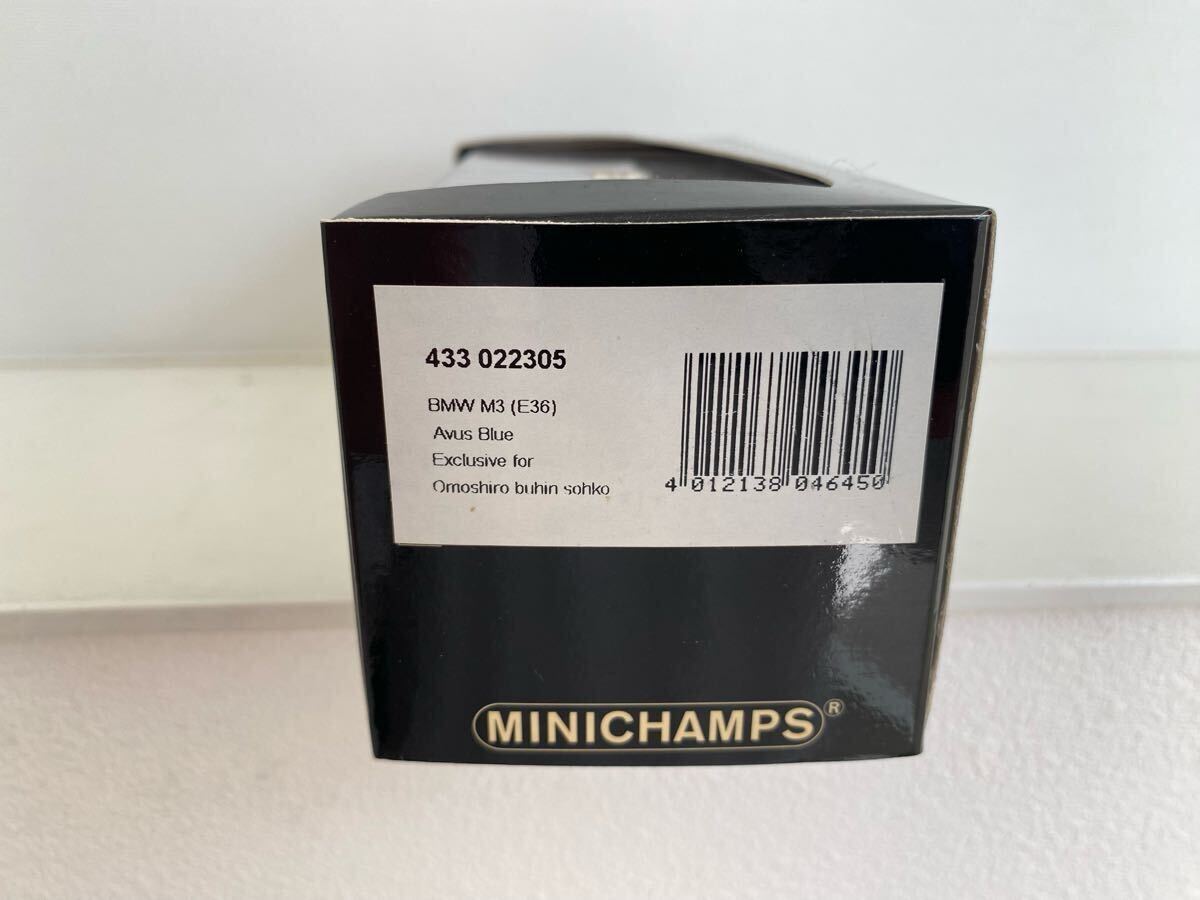 433 022305
BMW M3 (E36)
Avus Blue
Exclusive for
Omoshiro buhin sohko
4 012138 046450
MINICHAMPS®